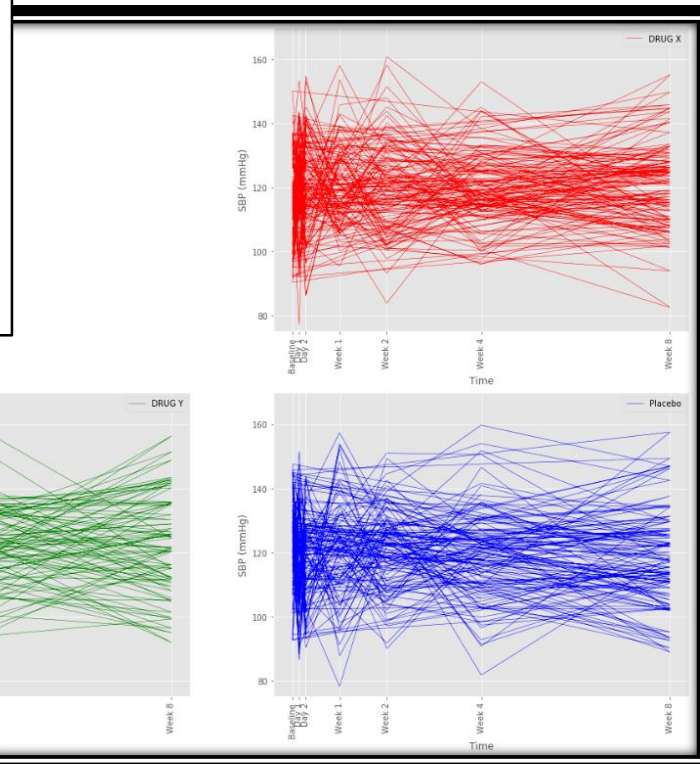 DRUG X
160
140
120
100
80
SBP (mmHg)
Baseline
Day 1
Day 2
Week 1
Week 2
Week 4
Week 8
Time
DRUG Y
Week 8
Placebo
160
140
120
100
80
SBP (mmHg)
Baseline
Day 1
Day 2
Week 1
Week 2
Week 4
Week 8
Time